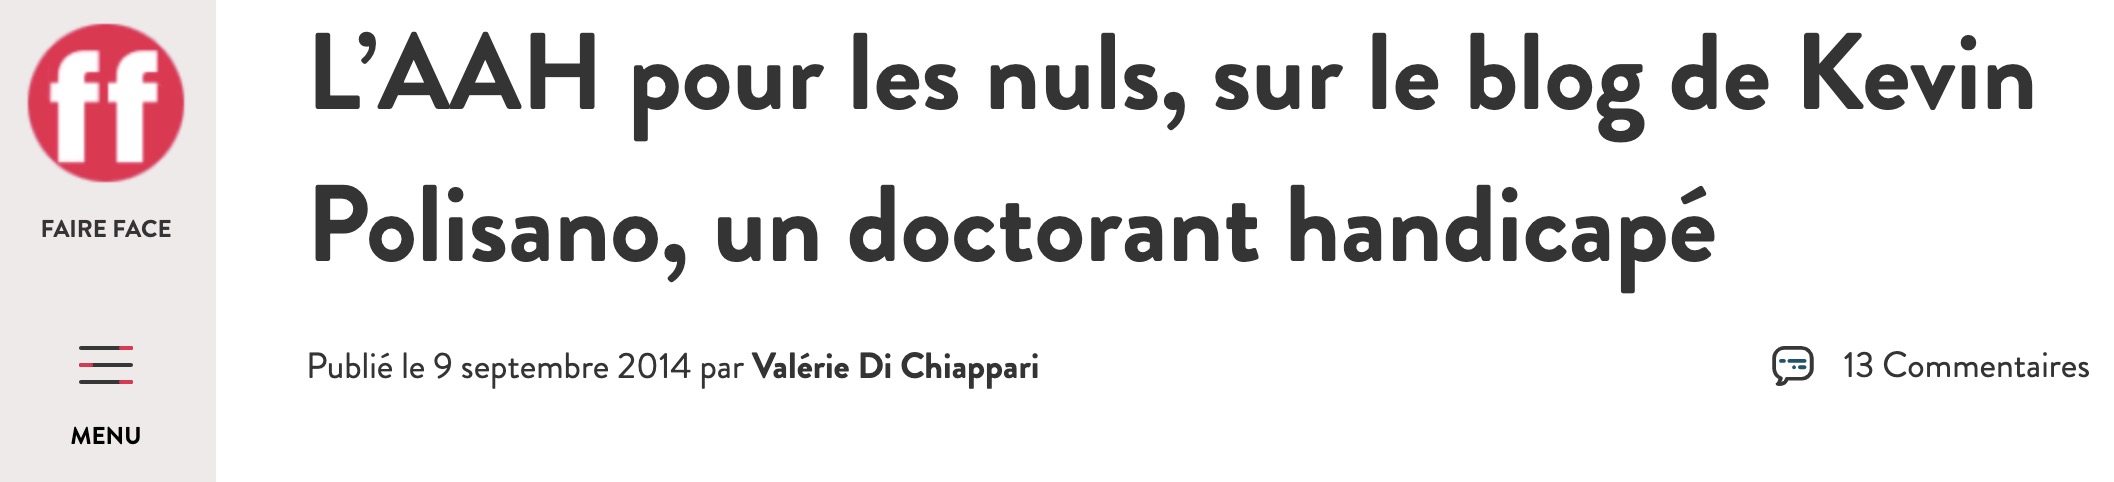 ff
FAIRE FACE
MENU
L’AAH pour les nuls, sur le blog de Kevin
Polisano, un doctorant handicapé
Publié le 9 septembre 2014 par Valérie Di Chiappari
13 Commentaires